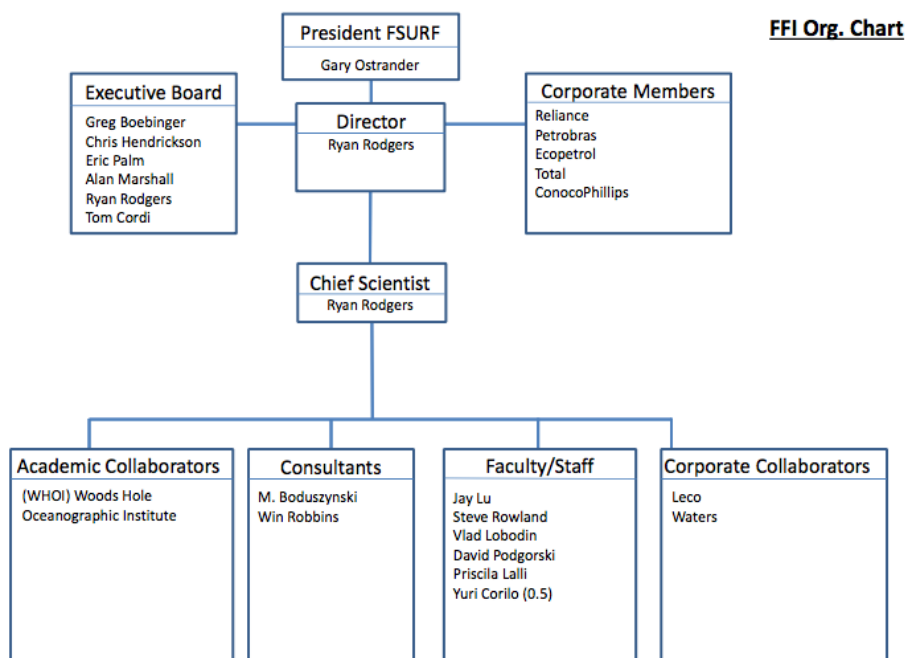 FFI Org. Chart
President FSURF
Gary Ostrander
Executive Board
Greg Boebinger
Chris Hendrickson
Eric Palm
Alan Marshall
Ryan Rodgers
Tom Cordi
Director
Ryan Rodgers
Corporate Members
Reliance
Petrobras
Ecopetrol
Total
ConocoPhillips
Chief Scientist
Ryan Rodgers
Academic Collaborators
(WHOI) Woods Hole
Oceanographic Institute
Consultants
M. Boduszynski
Win Robbins
Faculty/Staff
Jay Lu
Steve Rowland
Vlad Lobodin
David Podgorski
Priscila Lalli
Yuri Corilo (0.5)
Corporate Collaborators
Leco
Waters